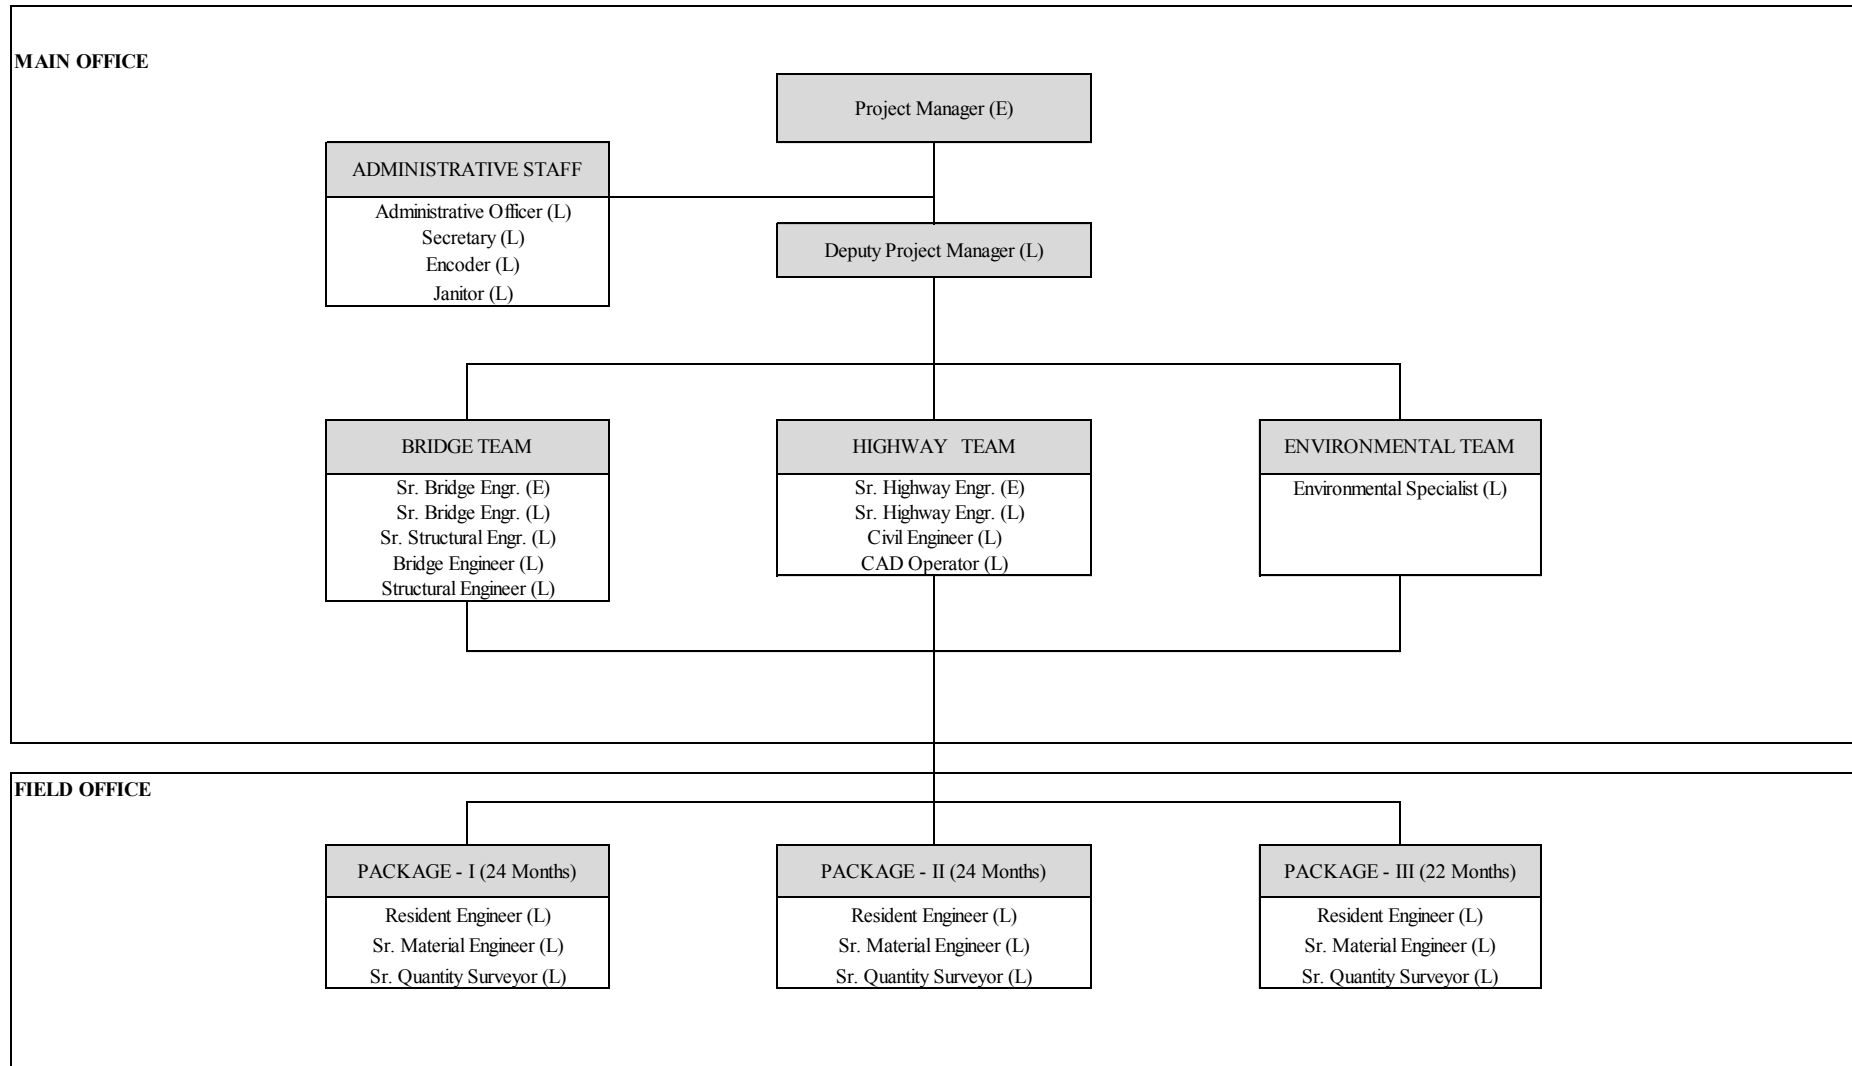 MAIN OFFICE
Project Manager (E)
ADMINISTRATIVE STAFF
Administrative Officer (L)
Secretary (L)
Encoder (L)
Janitor (L)
Deputy Project Manager (L)
BRIDGE TEAM
Sr. Bridge Engr. (E)
Sr. Bridge Engr. (L)
Sr. Structural Engr. (L)
Bridge Engineer (L)
Structural Engineer (L)
HIGHWAY TEAM
Sr. Highway Engr. (E)
Sr. Highway Engr. (L)
Civil Engineer (L)
CAD Operator (L)
ENVIRONMENTAL TEAM
Environmental Specialist (L)
FIELD OFFICE
PACKAGE - I (24 Months)
Resident Engineer (L)
Sr. Material Engineer (L)
Sr. Quantity Surveyor (L)
PACKAGE - II (24 Months)
Resident Engineer (L)
Sr. Material Engineer (L)
Sr. Quantity Surveyor (L)
PACKAGE - III (22 Months)
Resident Engineer (L)
Sr. Material Engineer (L)
Sr. Quantity Surveyor (L)